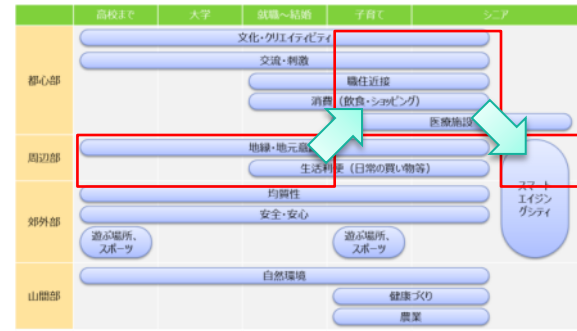 高校まで 大学 就職～結婚 子育て シニア
文化・クリエイティビティ
都心部
交流・刺激
職住近接
消費（飲食・ショッピング）
医療施設
周辺部
地縁・地元意
生活利便（日常の買い物等）
スマート
エイジン
グシティ
郊外部
均質性
安全・安心
遊ぶ場所、
スポーツ
遊ぶ場所、
スポーツ
山間部
自然環境
健康づくり
農業